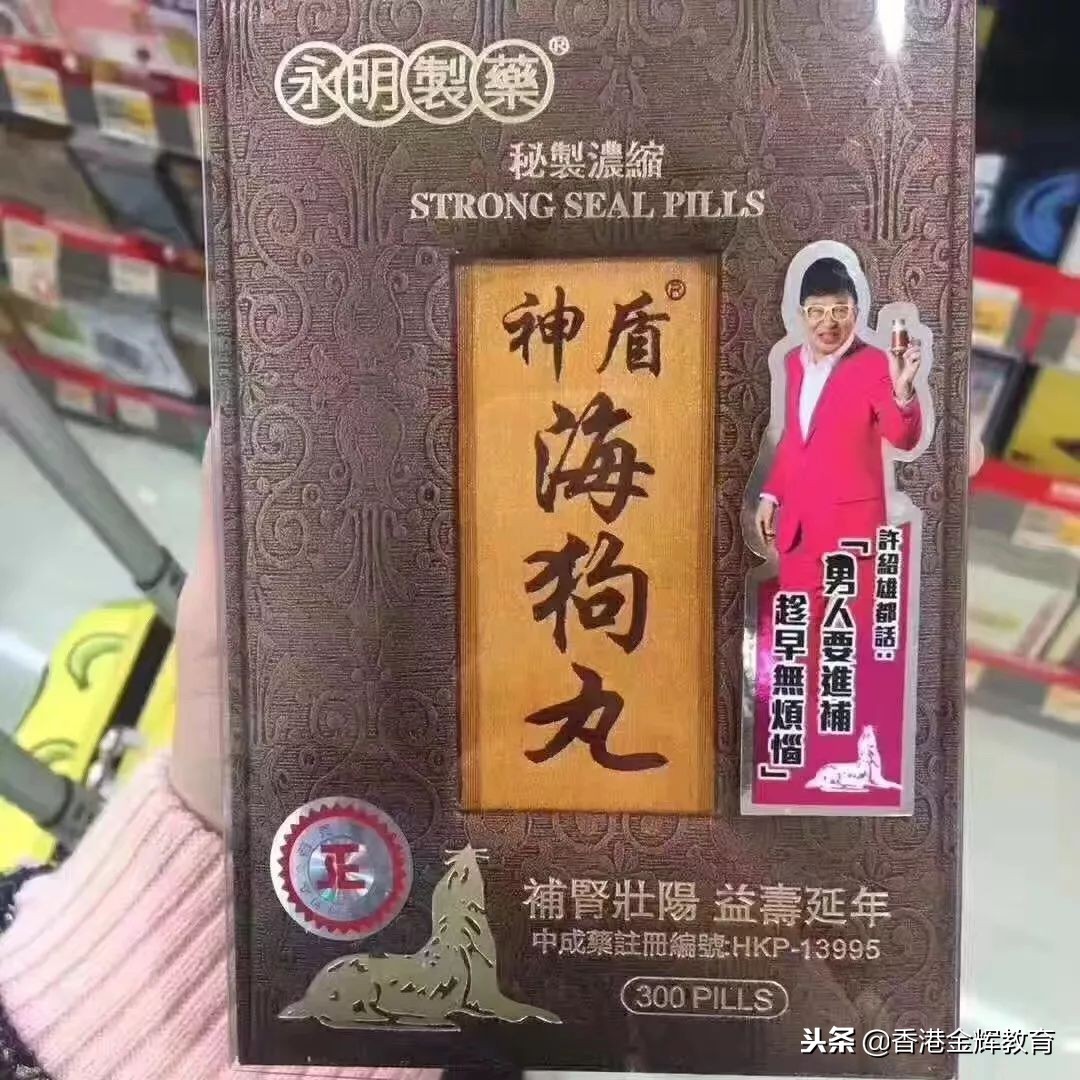 永明製藥®
秘製濃縮
STRONG SEAL PILLS
神盾®
海狗丸
許紹雄都話：
「男人要進補
趁早無煩惱」
正
補腎壯陽 益壽延年
中成藥註冊編號:HKP-13995
300 PILLS
头条 @香港金辉教育